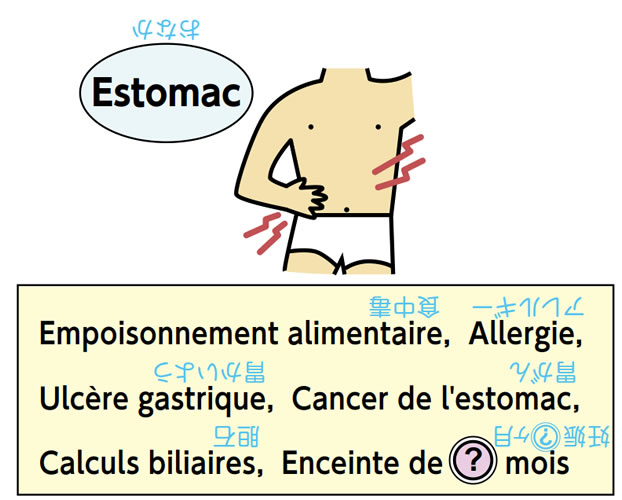 おなか
Estomac
食中毒 アレルギー
Empoisonnement alimentaire, Allergie,
胃かいよう 胃がん
Ulcère gastrique, Cancer de l'estomac,
胆石 妊娠?ヶ月
Calculs biliaires, Enceinte de ? mois